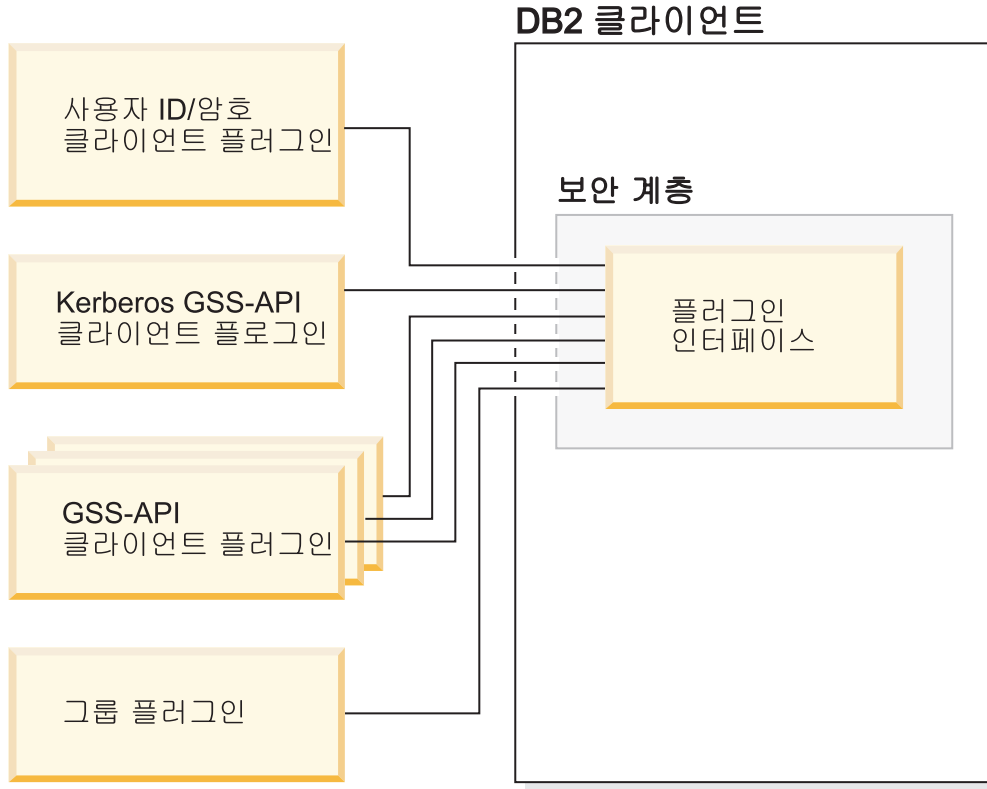 DB2 클라이언트
사용자 ID/암호
클라이언트 플러그인
보안 계층
Kerberos GSS-API
클라이언트 플로그인
플러그인
인터페이스
GSS-API
클라이언트 플러그인
그룹 플러그인